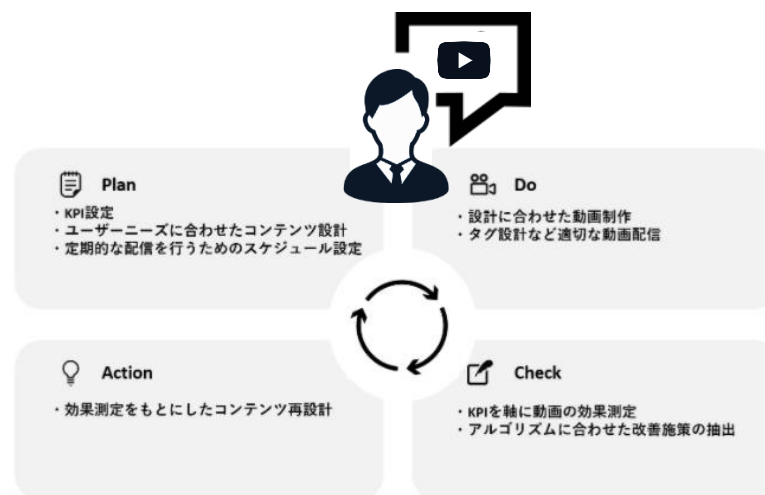 Plan
・KPI設定
・ユーザーニーズに合わせたコンテンツ設計
・定期的な配信を行うためのスケジュール設定
Do
・設計に合わせた動画制作
・タグ設計など適切な動画配信
Action
・効果測定をもとにしたコンテンツ再設計
Check
・KPIを軸に動画の効果測定
・アルゴリズムに合わせた改善施策の抽出